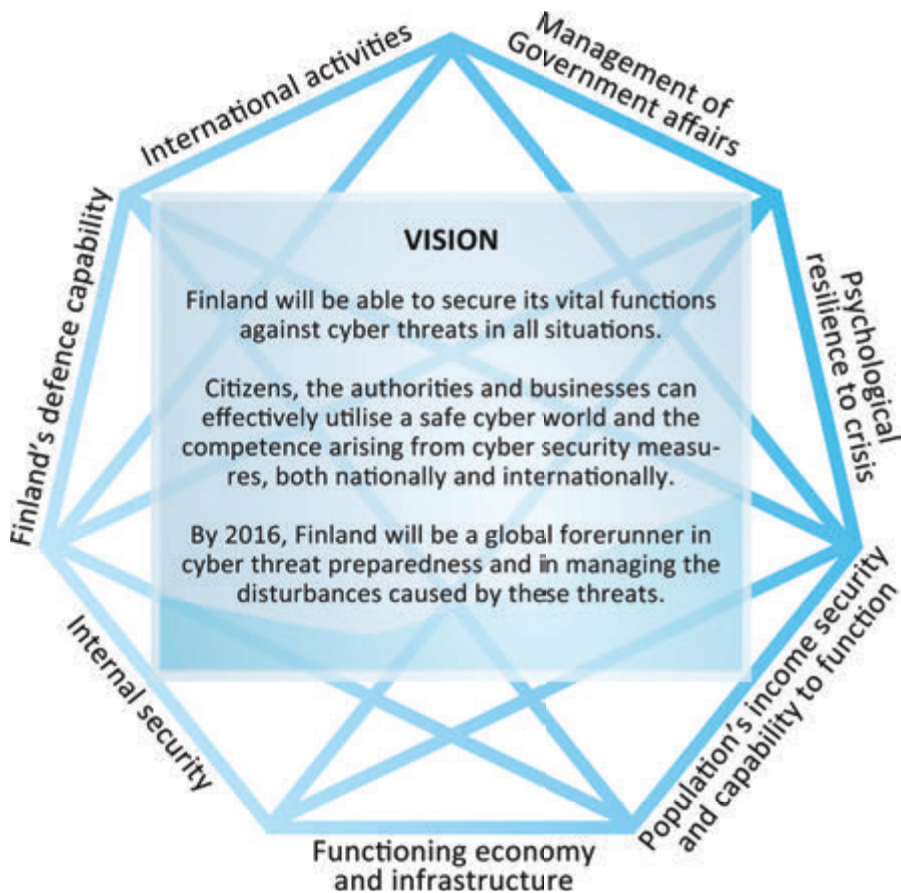 International activities
Management of
Government affairs
Finland's defence capability
Psychological
resilience to crisis
VISION
Finland will be able to secure its vital functions
against cyber threats in all situations.
Citizens, the authorities and businesses can
effectively utilise a safe cyber world and the
competence arising from cyber security measu-
res, both nationally and internationally.
By 2016, Finland will be a global forerunner in
cyber threat preparedness and in managing the
disturbances caused by these threats.
Internal security
Population's income security
and capability to function
Functioning economy
and infrastructure